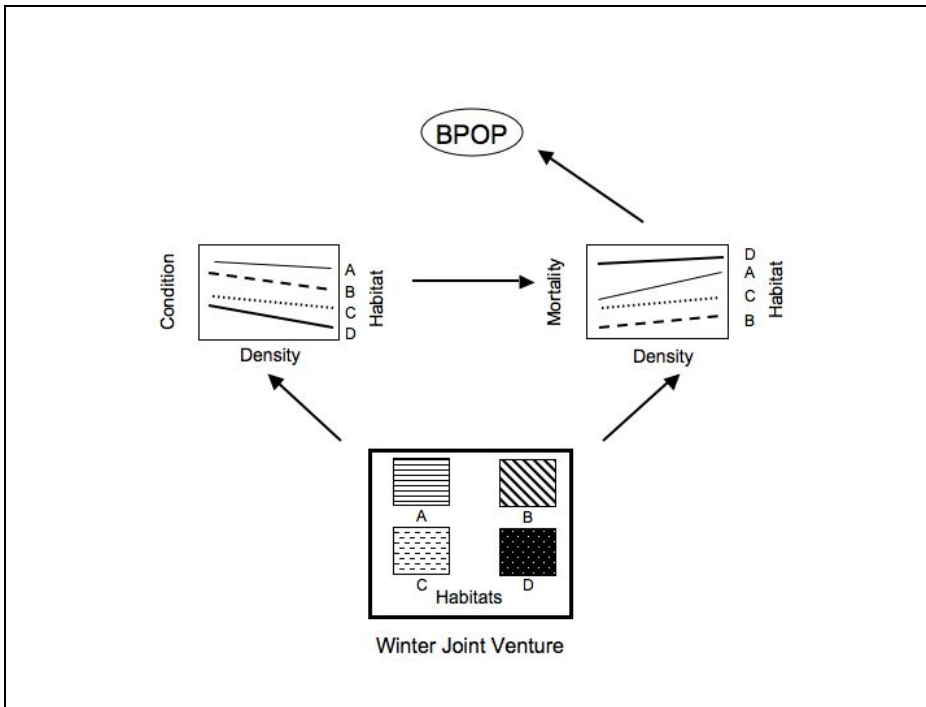 BPOP
Condition
A
B
C
D
Habitat
Density
Mortality
D
A
C
B
Habitat
Density
A
B
C
D
Habitats
Winter Joint Venture